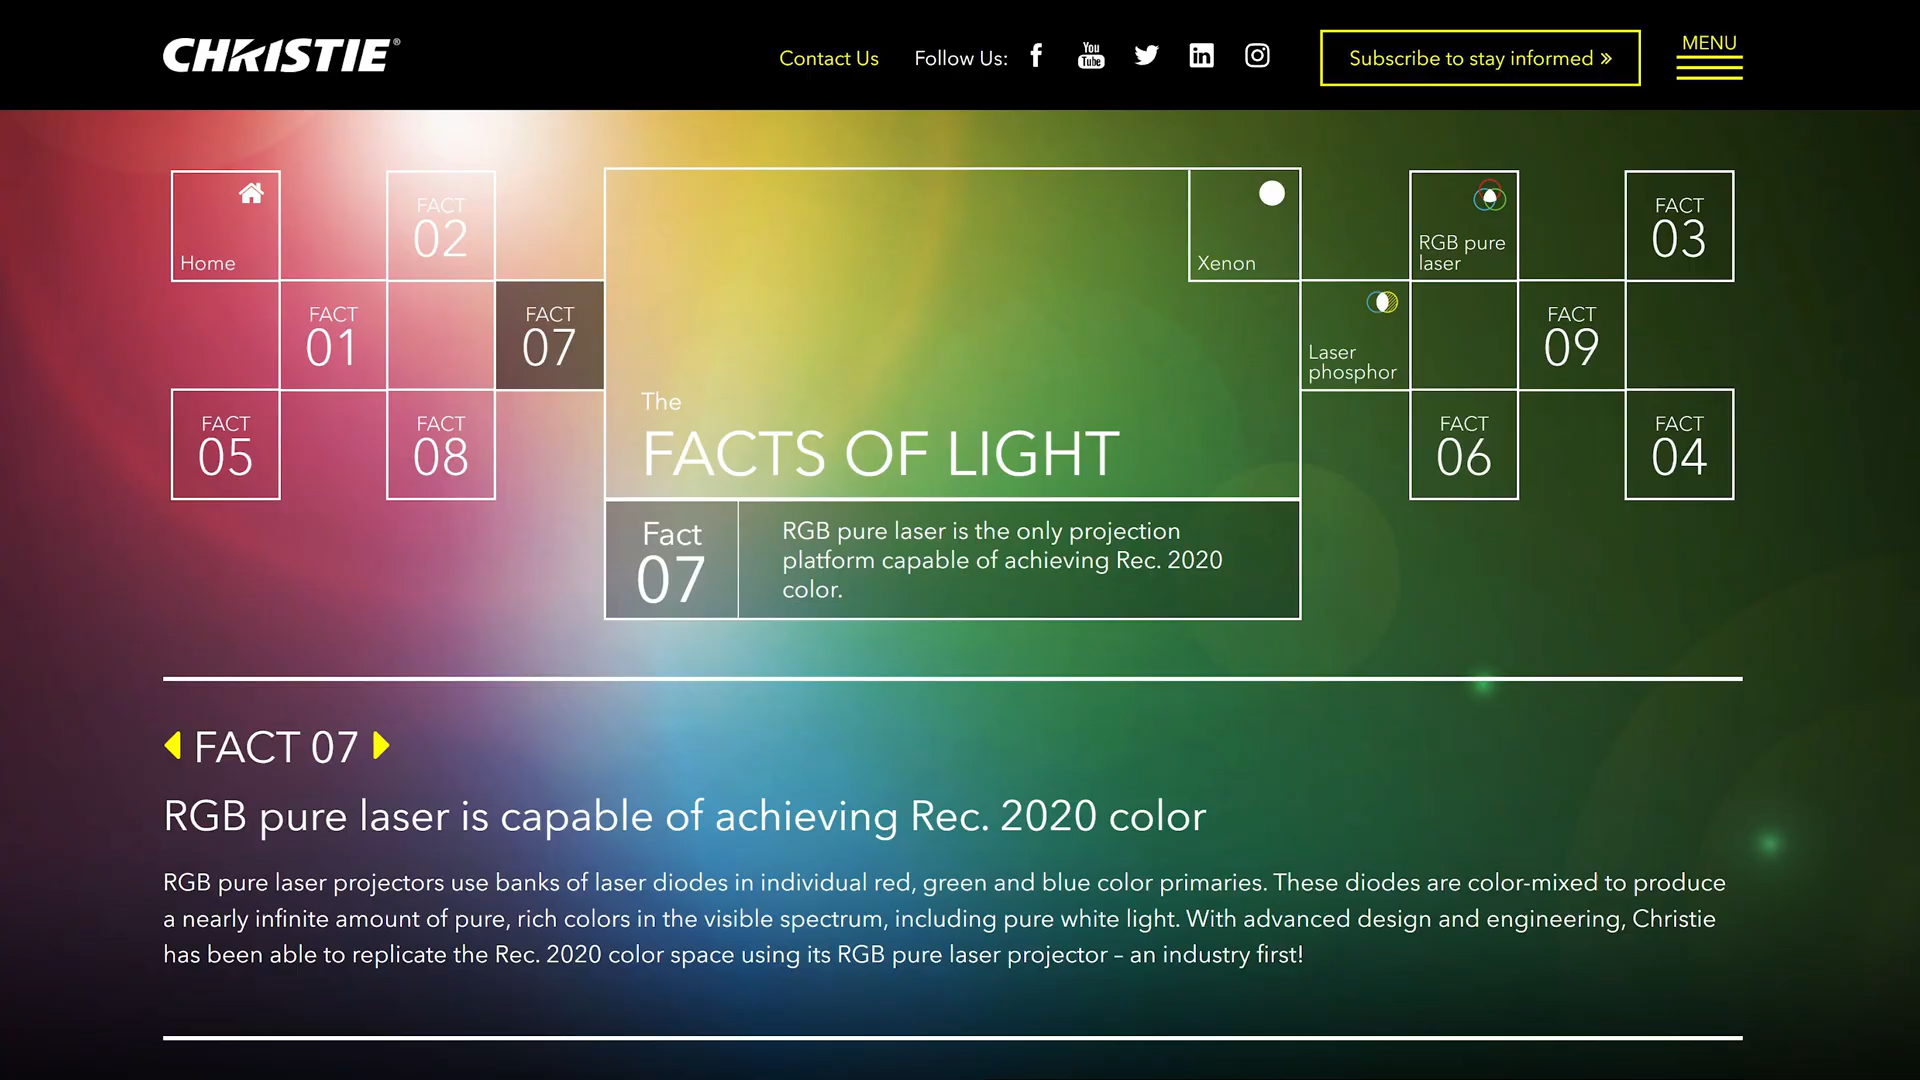 CHRISTIE®
Contact Us
Follow Us:
You
Tube
Subscribe to stay informed »
MENU
Home
FACT
02
Xenon
RGB pure
laser
FACT
03
FACT
01
FACT
07
Laser
phosphor
FACT
09
FACT
05
FACT
08
The
FACTS OF LIGHT
FACT
06
FACT
04
Fact
07
RGB pure laser is the only projection
platform capable of achieving Rec. 2020
color.
FACT 07
RGB pure laser is capable of achieving Rec. 2020 color
RGB pure laser projectors use banks of laser diodes in individual red, green and blue color primaries. These diodes are color-mixed to produce
a nearly infinite amount of pure, rich colors in the visible spectrum, including pure white light. With advanced design and engineering, Christie
has been able to replicate the Rec. 2020 color space using its RGB pure laser projector – an industry first!